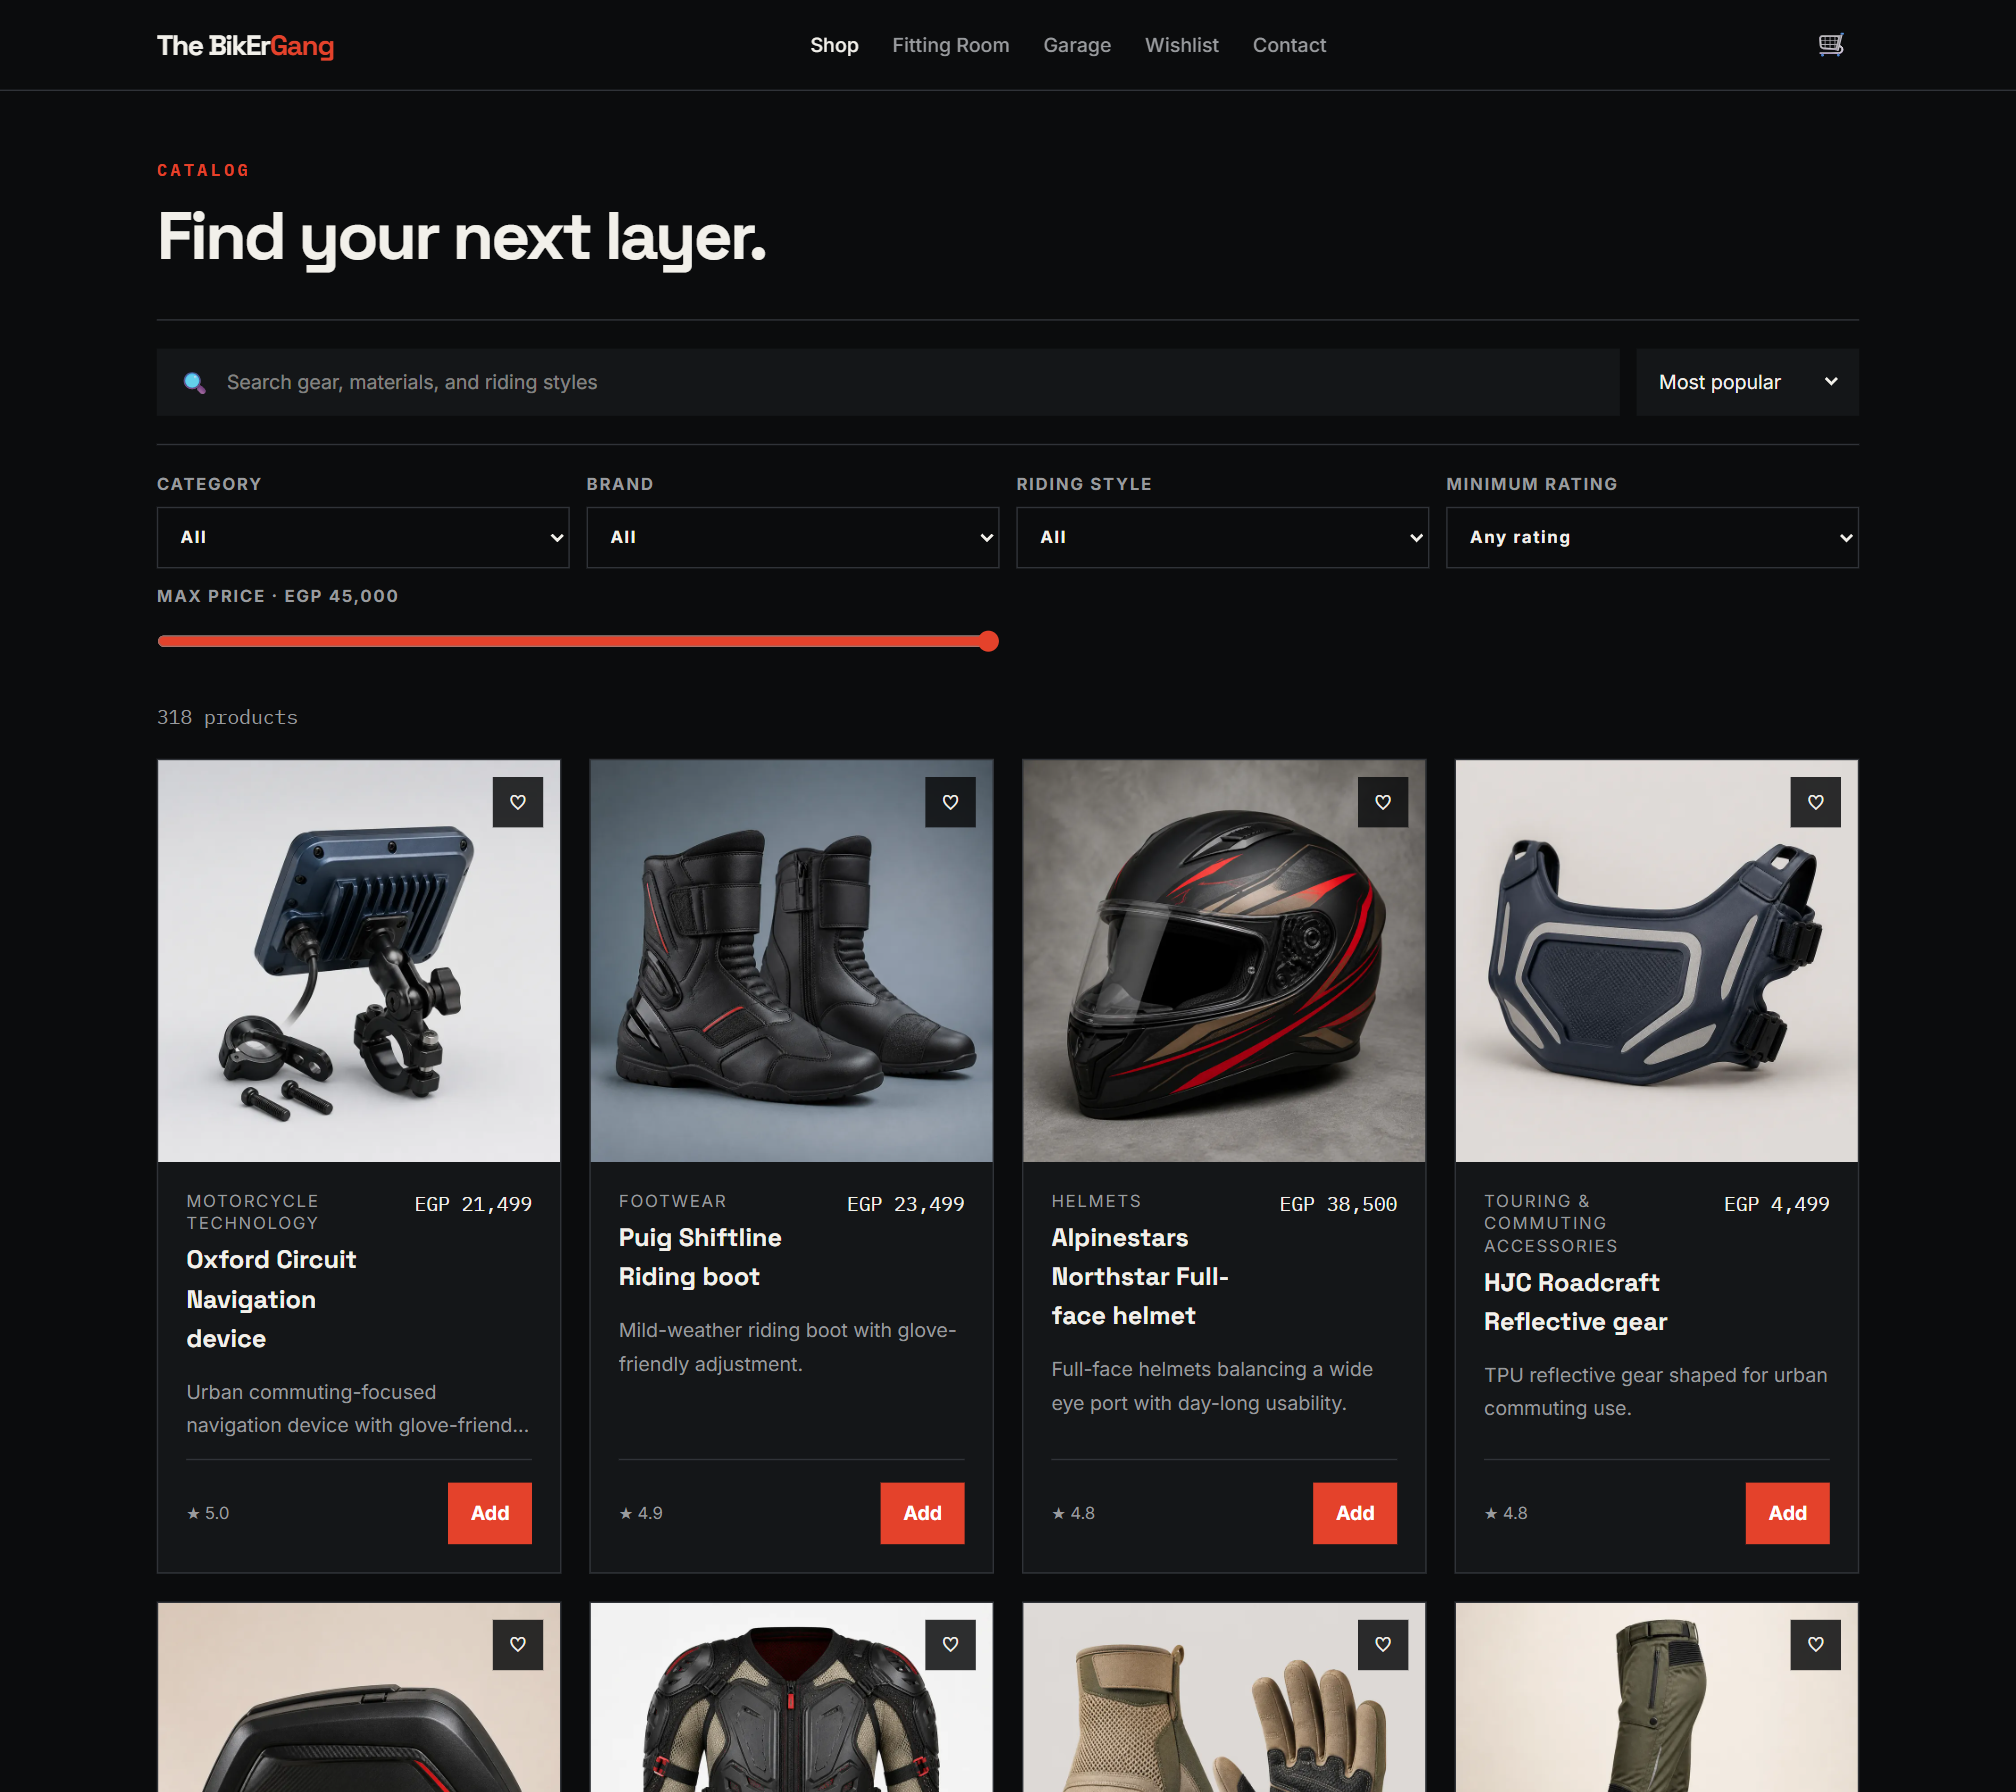 The BikErGang
Shop
Fitting Room
Garage
Wishlist
Contact
CATALOG
Find your next layer.
Search gear, materials, and riding styles
Most popular
CATEGORY
BRAND
RIDING STYLE
MINIMUM RATING
All
All
All
Any rating
MAX PRICE · EGP 45,000
318 products
MOTORCYCLE
TECHNOLOGY
EGP 21,499
Oxford Circuit
Navigation
device
Urban commuting-focused
navigation device with glove-friend...
★ 5.0
Add
FOOTWEAR
EGP 23,499
Puig Shiftline
Riding boot
Mild-weather riding boot with glove-
friendly adjustment.
★ 4.9
Add
HELMETS
EGP 38,500
Alpinestars
Northstar Full-
face helmet
Full-face helmets balancing a wide
eye port with day-long usability.
★ 4.8
Add
TOURING &
COMMUTING
ACCESSORIES
EGP 4,499
HJC Roadcraft
Reflective gear
TPU reflective gear shaped for urban
commuting use.
★ 4.8
Add